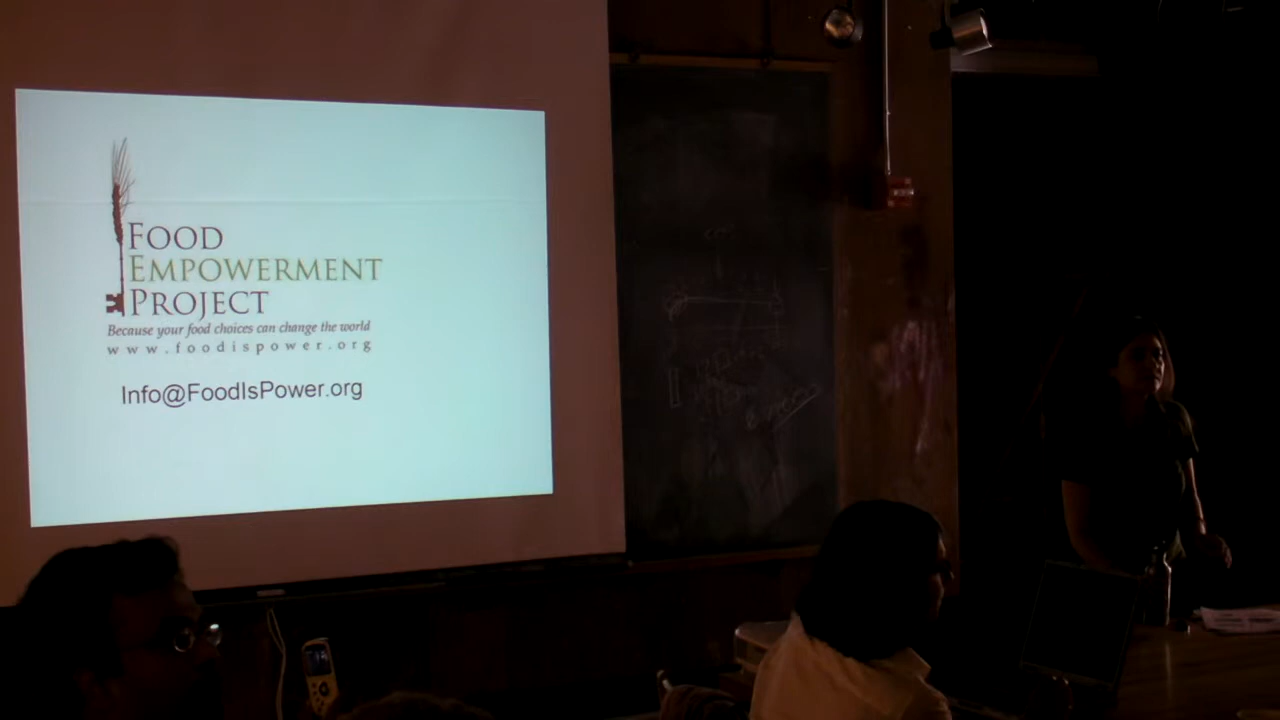 FOOD
EMPOWERMENT
PROJECT
Because your food choices can change the world
www.foodispower.org
Info@FoodIsPower.org